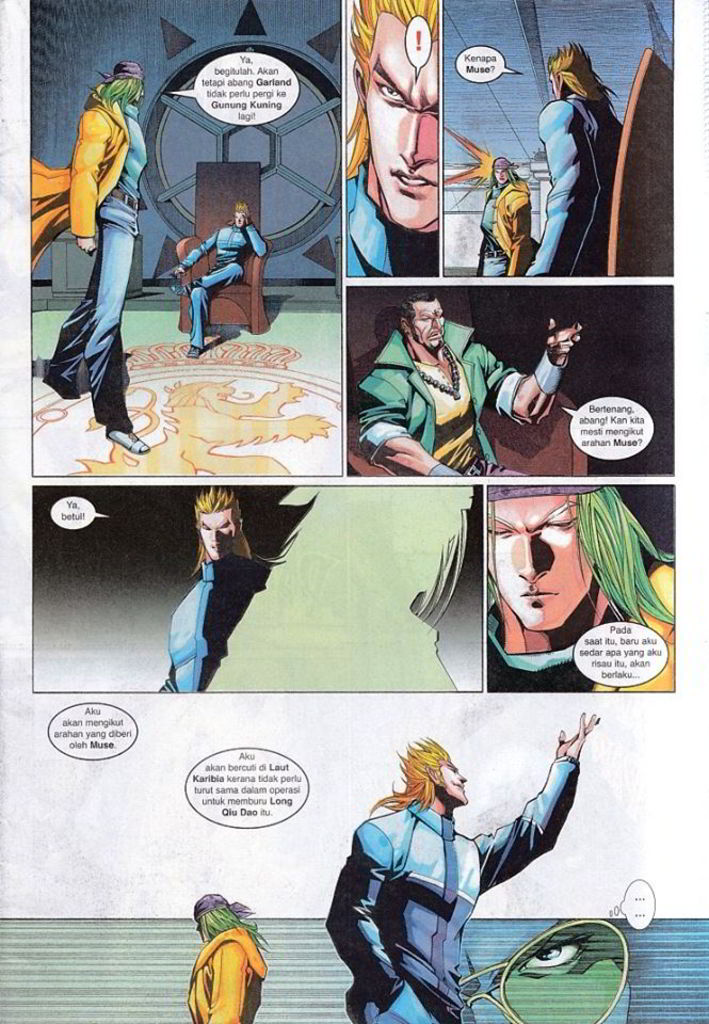 Ya,
begitulah. Akan
tetapi abang Garland
tidak perlu pergi ke
Gunung Kuning
lagi!
!
Kenapa
Muse?
Bertenang,
abang! Kan kita
mesti mengikut
arahan Muse?
Ya,
betul!
Pada
saat itu, baru aku
sedar apa yang aku
risau itu, akan
berlaku...
Aku
akan mengikut
arahan yang diberi
oleh Muse.
Aku
akan bercuti di Laut
Karibia kerana tidak perlu
turut sama dalam operasi
untuk memburu Long
Qiu Dao itu.
...
...